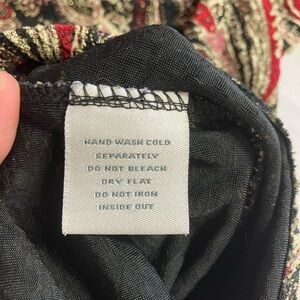 HAND WASH COLD
SEPARATELY
DO NOT BLEACH
DRY FLAT
DO NOT IRON
INSIDE OUT